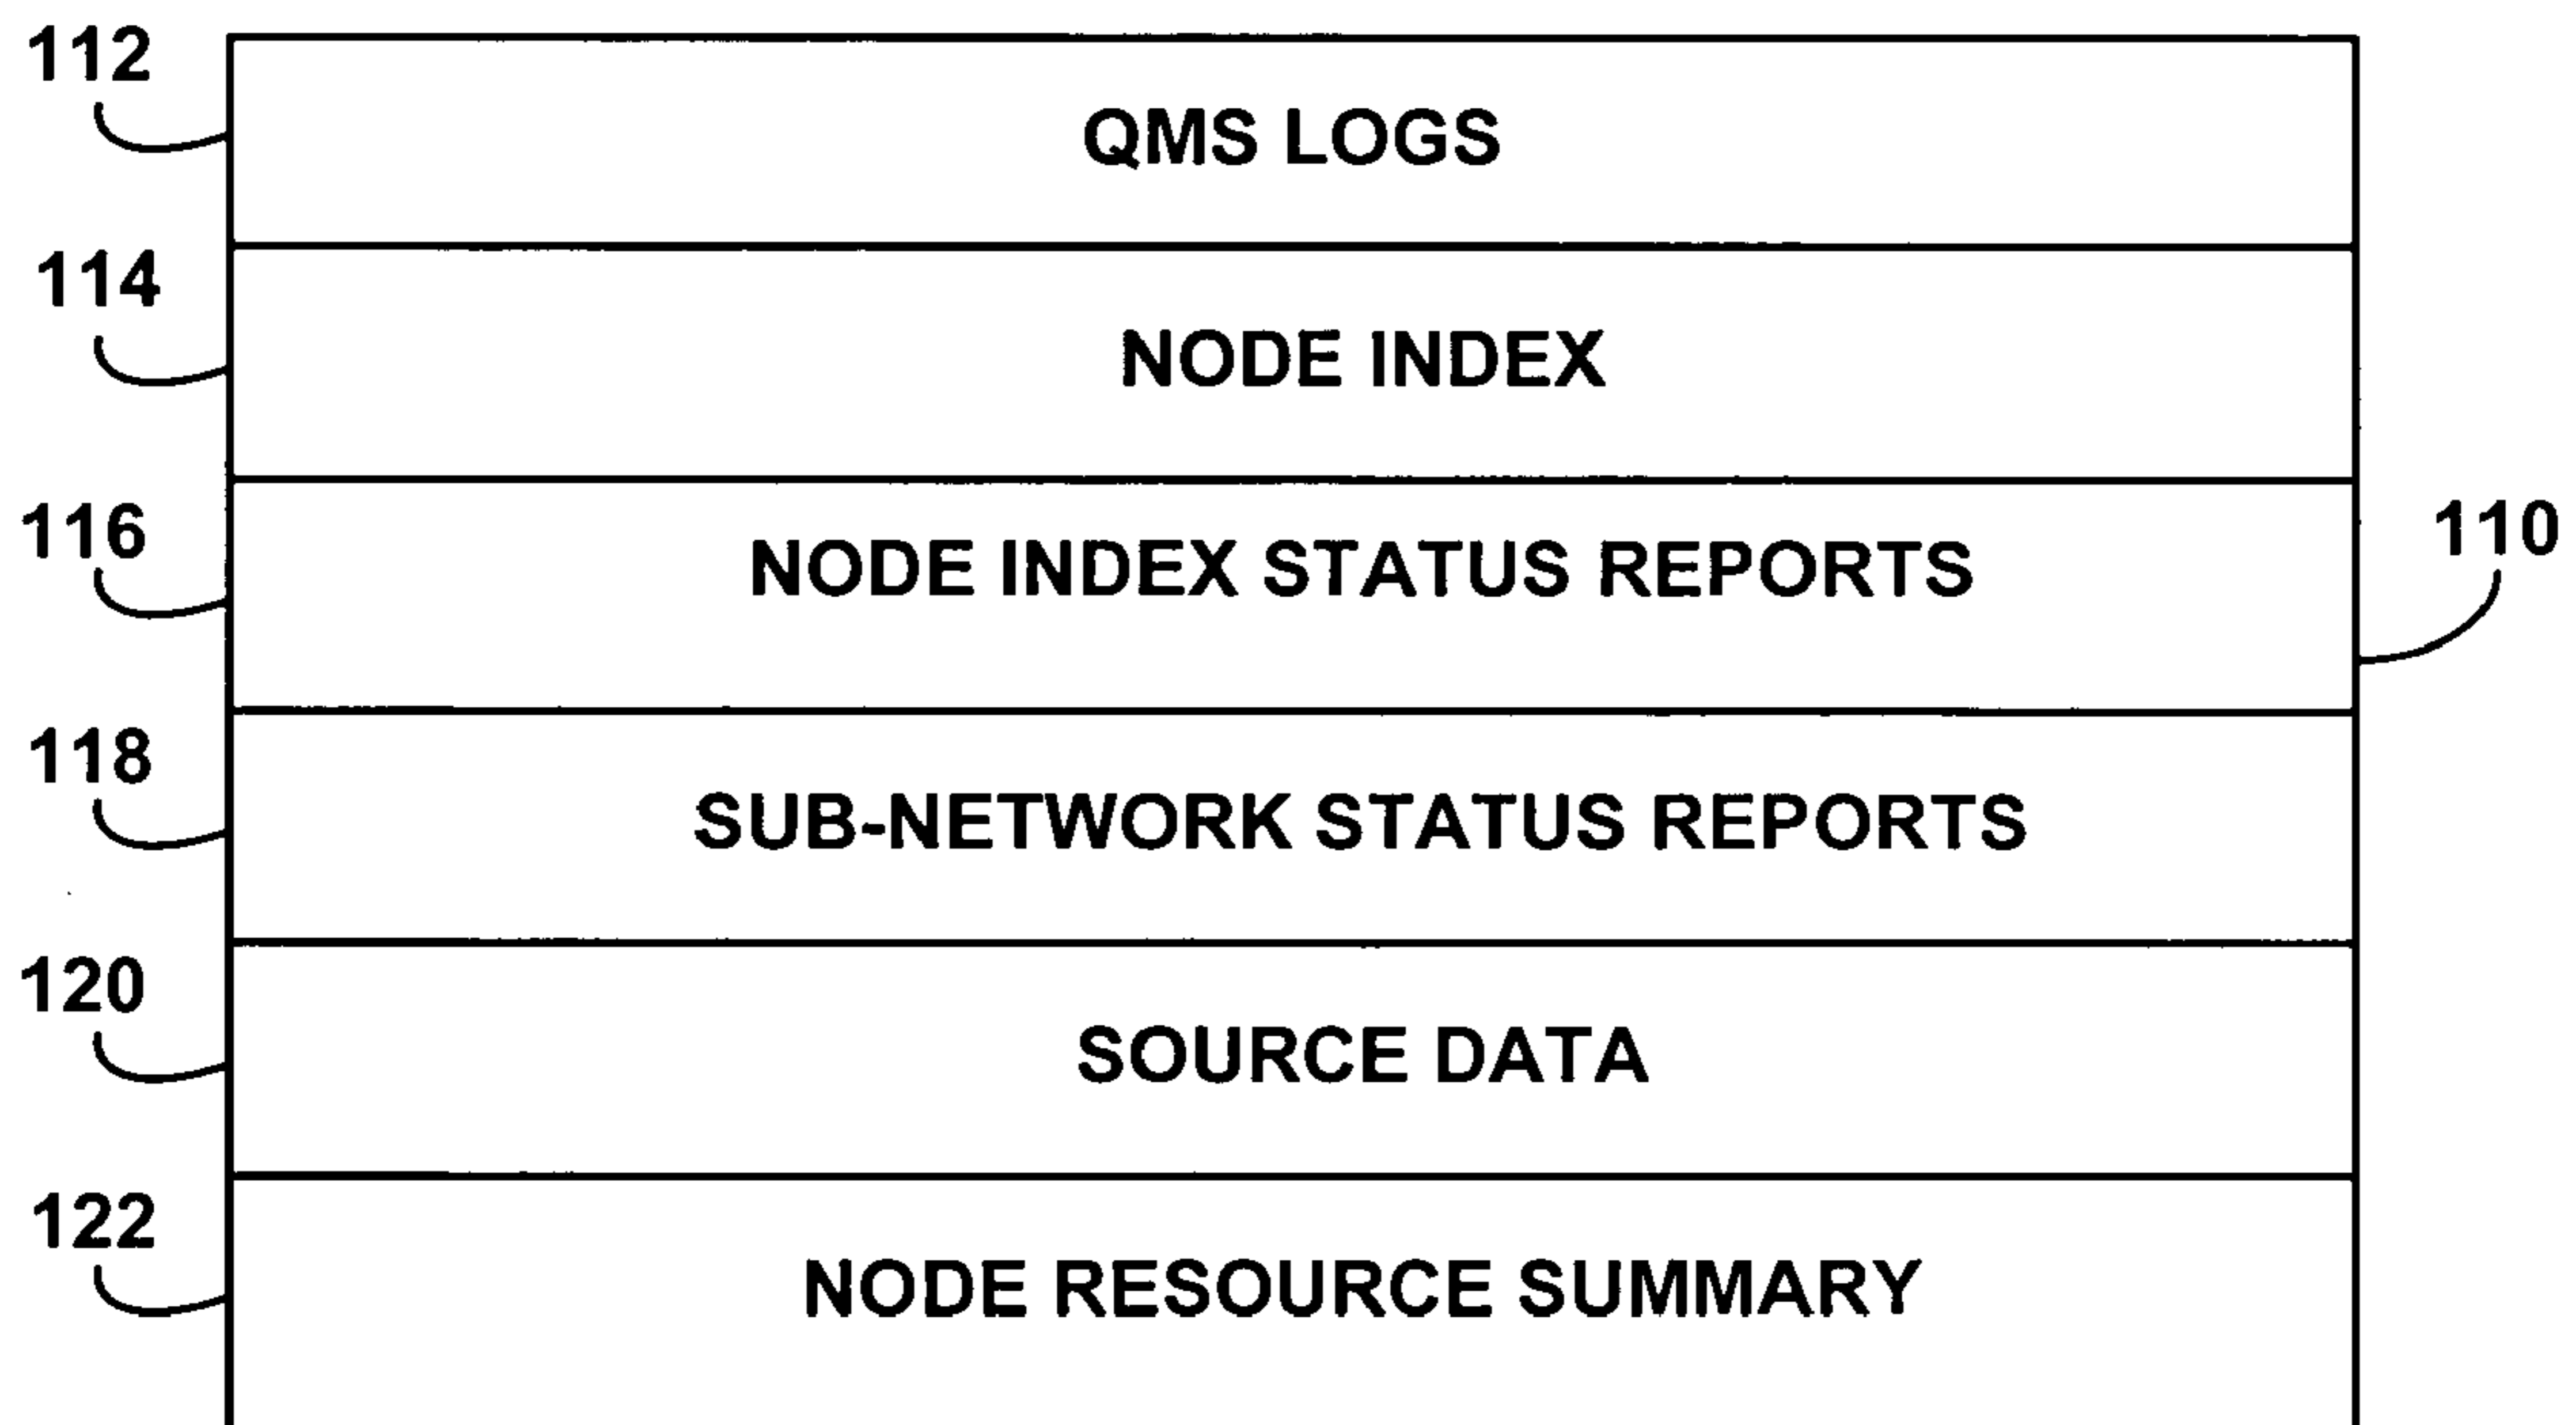 112
QMS LOGS
114
NODE INDEX
116
NODE INDEX STATUS REPORTS
110
118
SUB-NETWORK STATUS REPORTS
120
SOURCE DATA
122
NODE RESOURCE SUMMARY